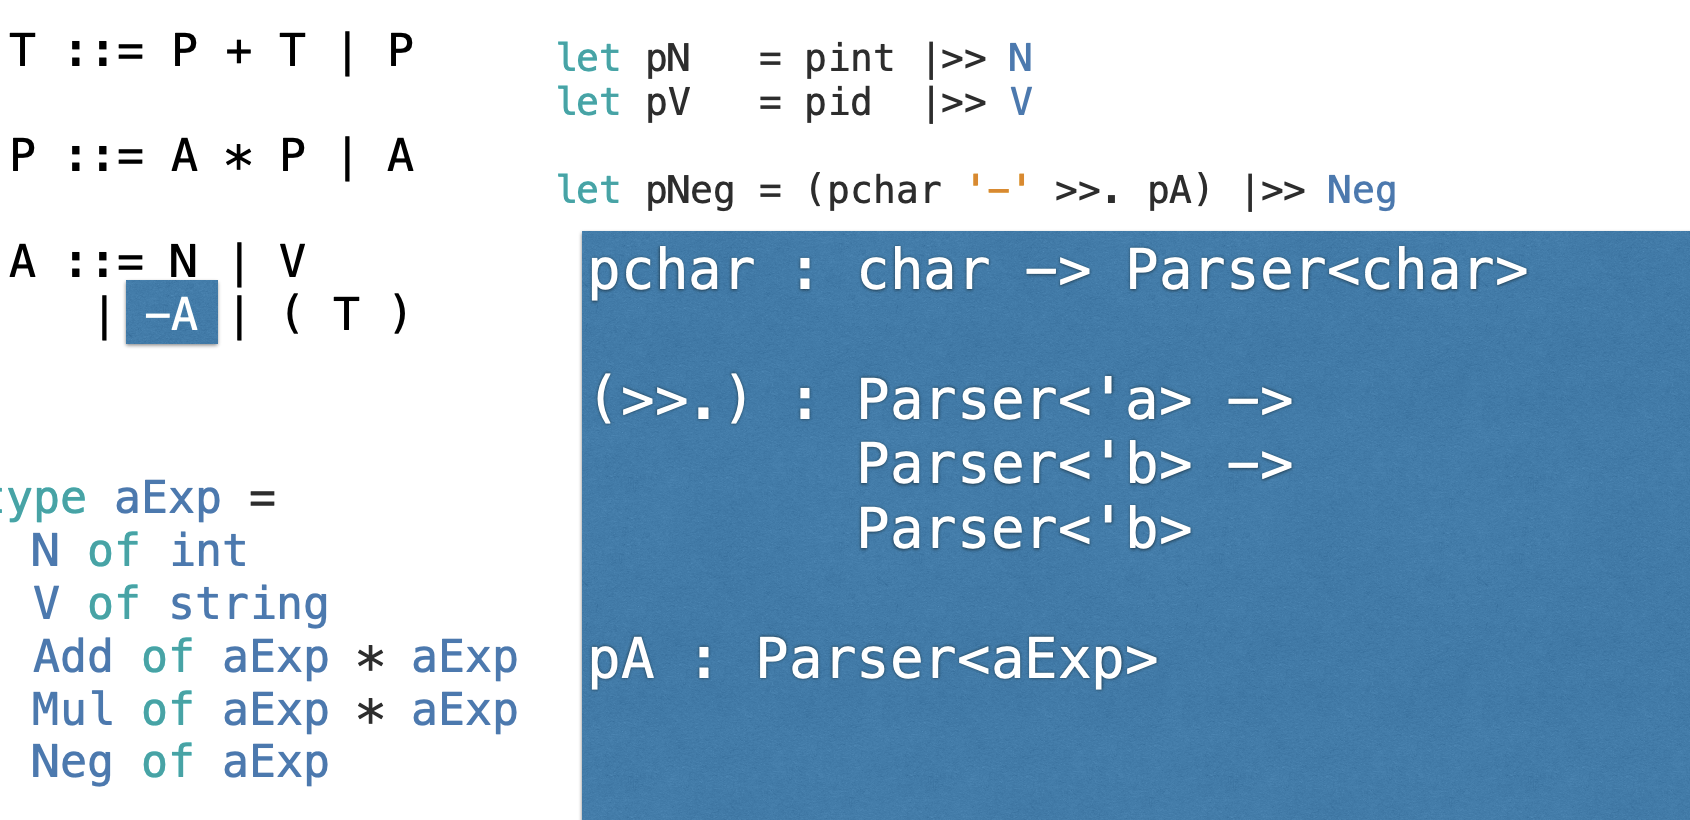 T ::= P + T | P
P ::= A * P | A
A ::= N | V
| -A | ( T )
type aExp =
N of int
V of string
Add of aExp * aExp
Mul of aExp * aExp
Neg of aExp
let pN = pint |>> N
let pV = pid |>> V
let pNeg = (pchar '-' >>. pA) |>> Neg
pchar : char -> Parser<char>
(>>.) : Parser<'a> ->
Parser<'b> ->
Parser<'b>
pA : Parser<aExp>